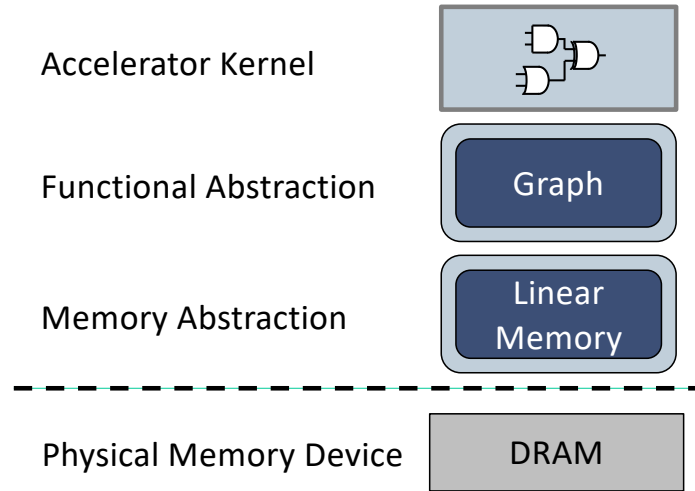 Accelerator Kernel
Functional Abstraction
Graph
Memory Abstraction
Linear
Memory
Physical Memory Device
DRAM